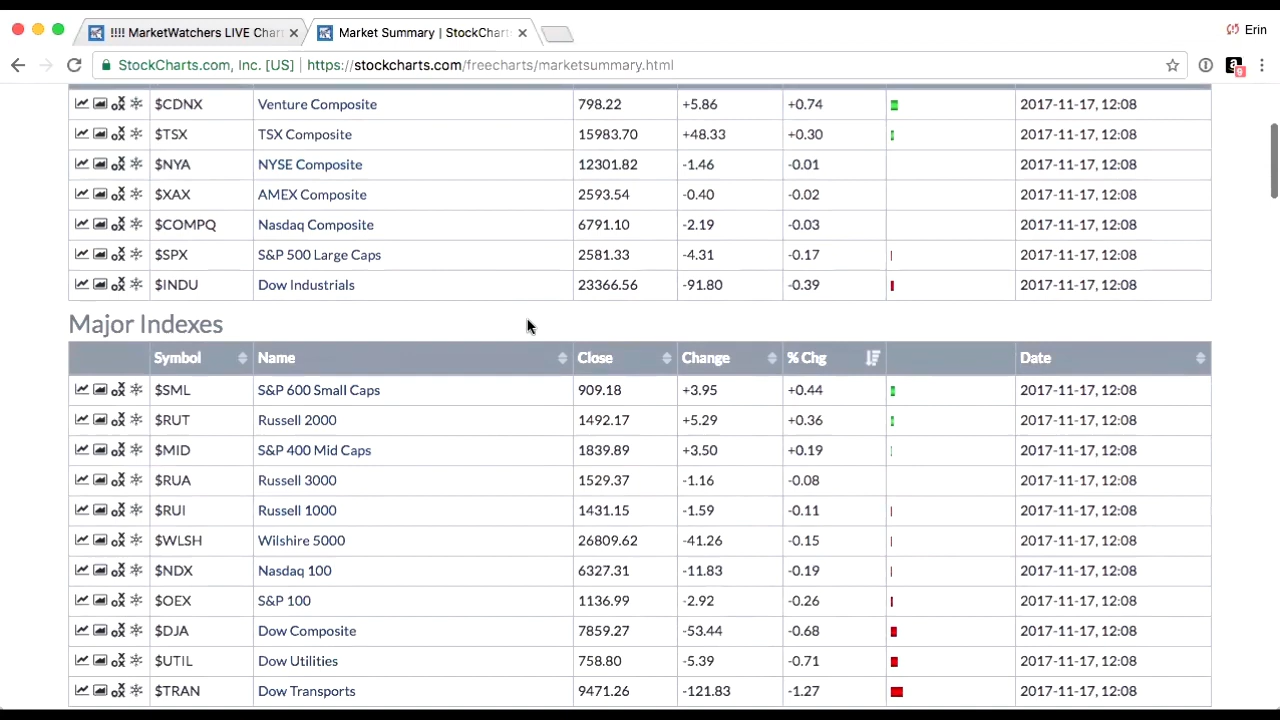 !!!! MarketWatchers LIVE Char
Market Summary | StockChart
Erin
StockCharts.com, Inc. [US] | https://stockcharts.com/freecharts/marketsummary.html
9
$CDNX Venture Composite 798.22 +5.86 +0.74 2017-11-17, 12:08
$TSX TSX Composite 15983.70 +48.33 +0.30 2017-11-17, 12:08
$NYA NYSE Composite 12301.82 -1.46 -0.01 2017-11-17, 12:08
$XAX AMEX Composite 2593.54 -0.40 -0.02 2017-11-17, 12:08
$COMPQ Nasdaq Composite 6791.10 -2.19 -0.03 2017-11-17, 12:08
$SPX S&P 500 Large Caps 2581.33 -4.31 -0.17 2017-11-17, 12:08
$INDU Dow Industrials 23366.56 -91.80 -0.39 2017-11-17, 12:08
Major Indexes
Symbol Name Close Change % Chg Date
$SML S&P 600 Small Caps 909.18 +3.95 +0.44 2017-11-17, 12:08
$RUT Russell 2000 1492.17 +5.29 +0.36 2017-11-17, 12:08
$MID S&P 400 Mid Caps 1839.89 +3.50 +0.19 2017-11-17, 12:08
$RUA Russell 3000 1529.37 -1.16 -0.08 2017-11-17, 12:08
$RUI Russell 1000 1431.15 -1.59 -0.11 2017-11-17, 12:08
$WLSH Wilshire 5000 26809.62 -41.26 -0.15 2017-11-17, 12:08
$NDX Nasdaq 100 6327.31 -11.83 -0.19 2017-11-17, 12:08
$OEX S&P 100 1136.99 -2.92 -0.26 2017-11-17, 12:08
$DJA Dow Composite 7859.27 -53.44 -0.68 2017-11-17, 12:08
$UTIL Dow Utilities 758.80 -5.39 -0.71 2017-11-17, 12:08
$TRAN Dow Transports 9471.26 -121.83 -1.27 2017-11-17, 12:08